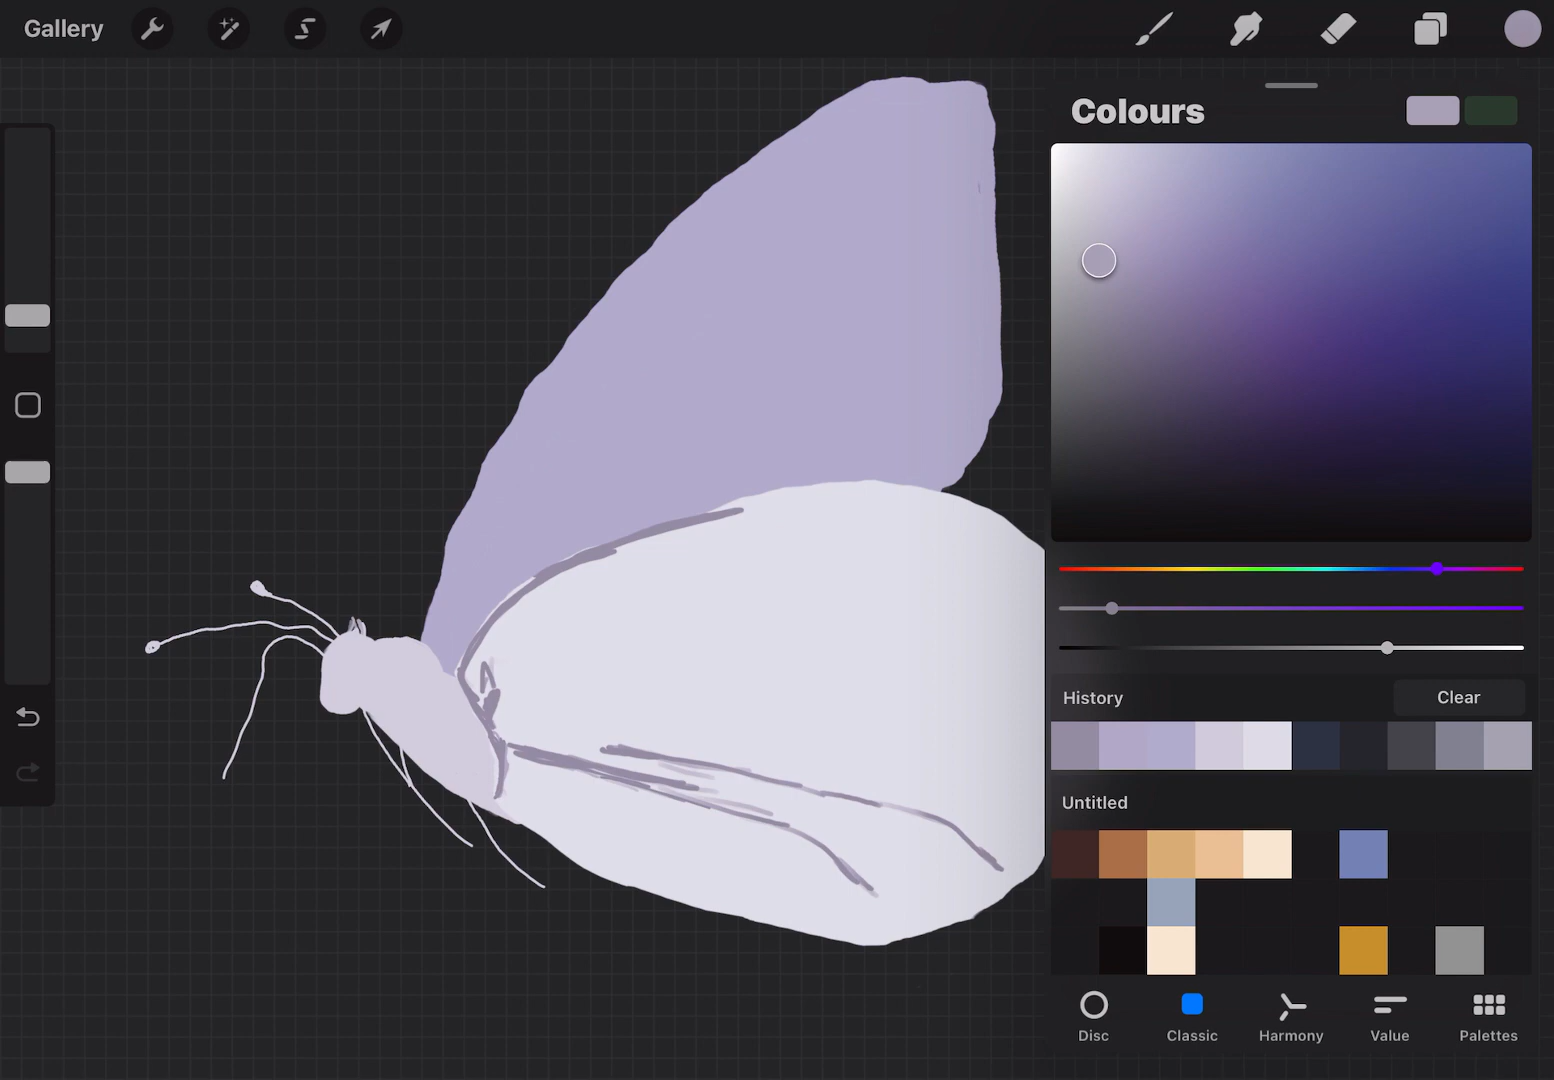 Gallery
Colours
History
Clear
Untitled
Disc
Classic
Harmony
Value
Palettes